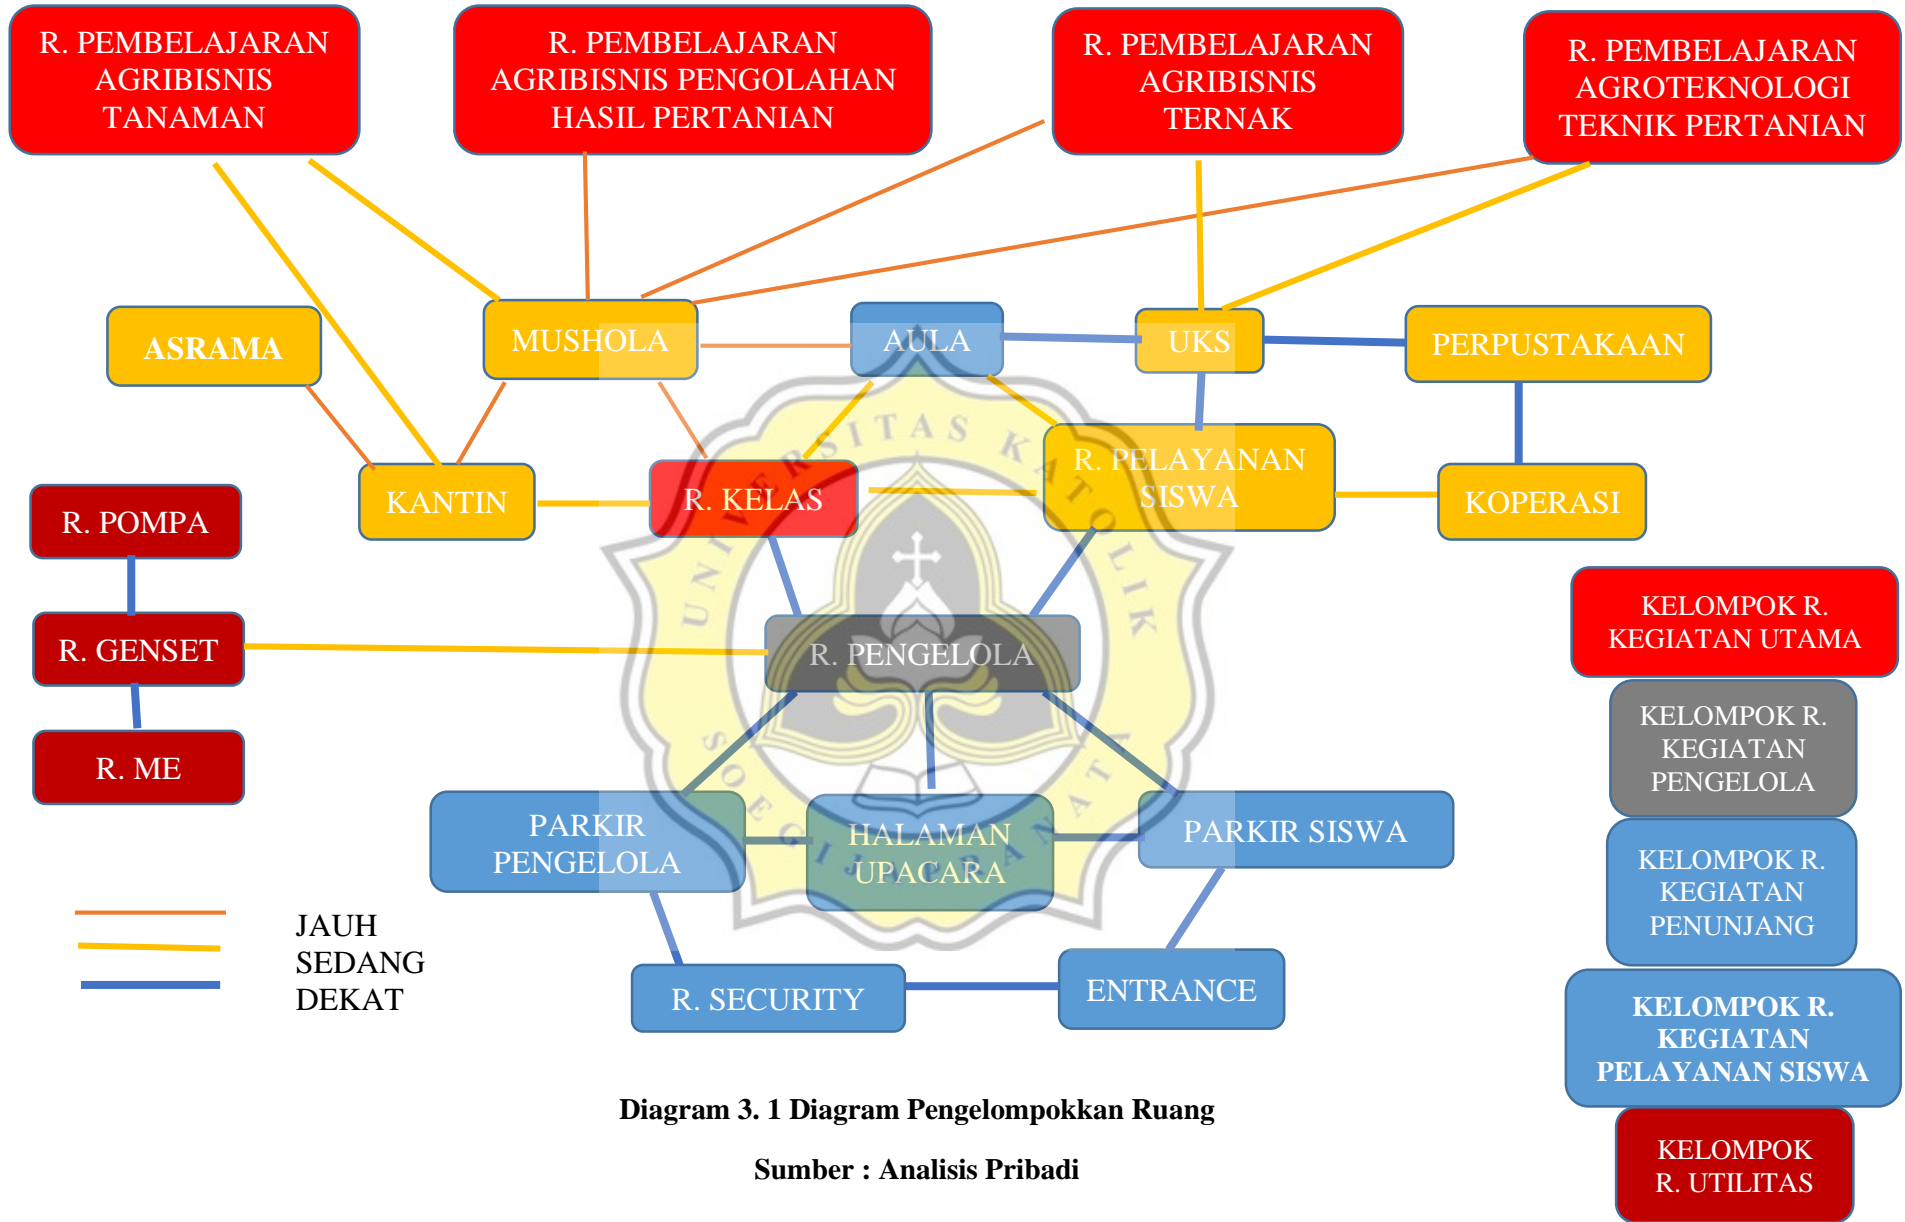 R. PEMBELAJARAN
AGRIBISNIS
TANAMAN
R. PEMBELAJARAN
AGRIBISNIS PENGOLAHAN
HASIL PERTANIAN
R. PEMBELAJARAN
AGRIBISNIS
TERNAK
R. PEMBELAJARAN
AGROTEKNOLOGI
TEKNIK PERTANIAN
ASRAMA
MUSHOLA
AULA
UKS
PERPUSTAKAAN
KANTIN
R. KELAS
R. PELAYANAN
SISWA
KOPERASI
R. POMPA
R. GENSET
R. ME
R. PENGELOLA
PARKIR
PENGELOLA
HALAMAN
UPACARA
PARKIR SISWA
R. SECURITY
ENTRANCE
UNIVERSITAS KATOLIK
SOEGIJAPRANATA
JAUH
SEDANG
DEKAT
KELOMPOK R.
KEGIATAN UTAMA
KELOMPOK R.
KEGIATAN
PENGELOLA
KELOMPOK R.
KEGIATAN
PENUNJANG
KELOMPOK R.
KEGIATAN
PELAYANAN SISWA
KELOMPOK
R. UTILITAS
Diagram 3. 1 Diagram Pengelompokkan Ruang
Sumber : Analisis Pribadi